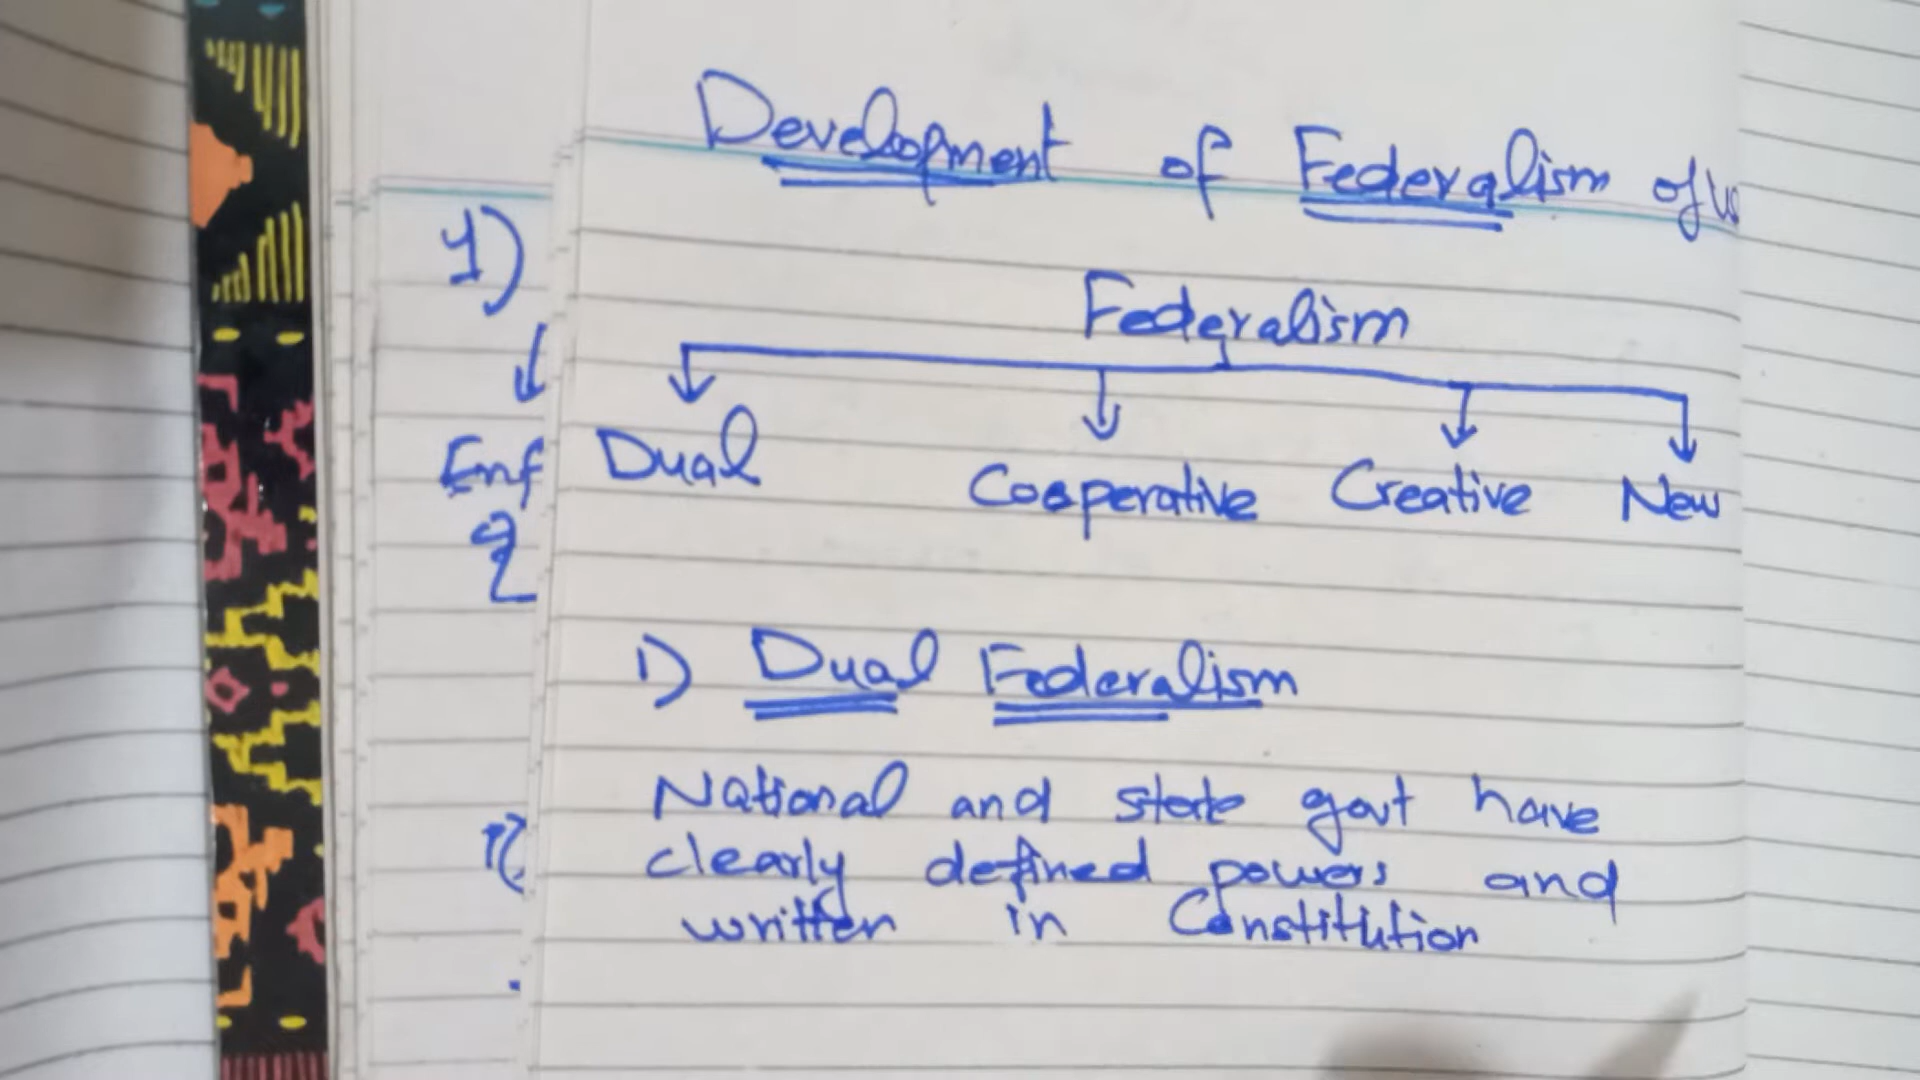 Development of Federalism of
Federalism
Dual Cooperative Creative New
1) Dual Federalism
National and state govt have
clearly defined powers and
written in Constitution
1)
Enf